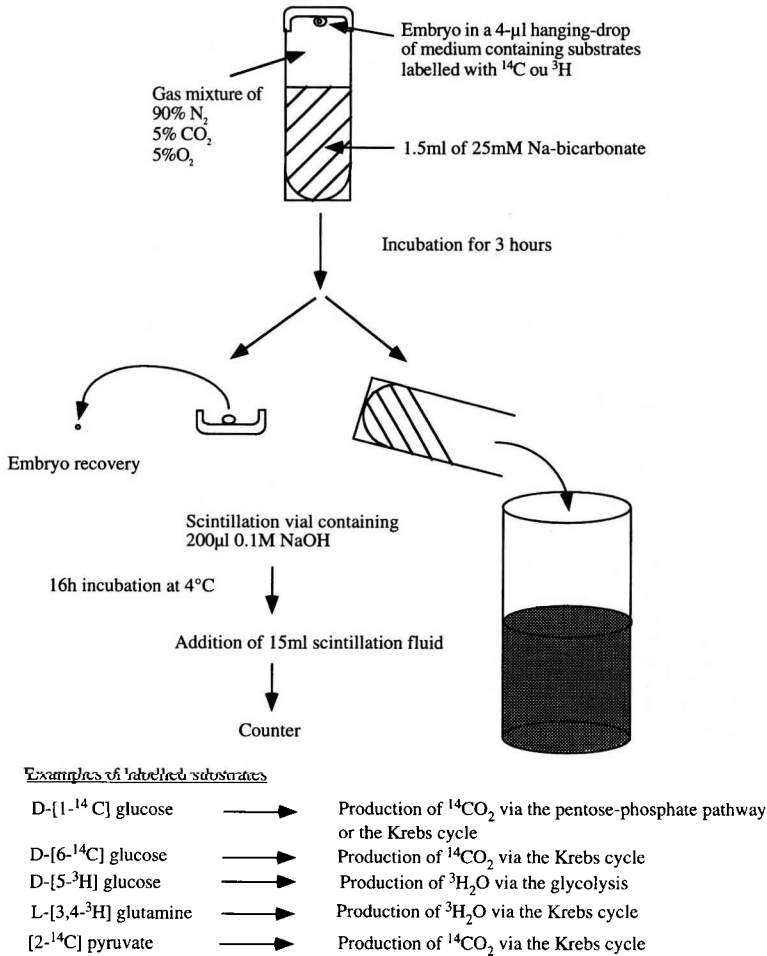 Embryo in a 4-µl hanging-drop
of medium containing substrates
labelled with ¹⁴C ou ³H
Gas mixture of
90% N₂
5% CO₂
5%O₂
1.5ml of 25mM Na-bicarbonate
Incubation for 3 hours
Embryo recovery
Scintillation vial containing
200µl 0.1M NaOH
16h incubation at 4°C
Addition of 15ml scintillation fluid
Counter
Examples of labelled substrates
D-[1-¹⁴ C] glucose
Production of ¹⁴CO₂ via the pentose-phosphate pathway
or the Krebs cycle
D-[6-¹⁴C] glucose
Production of ¹⁴CO₂ via the Krebs cycle
D-[5-³H] glucose
Production of ³H₂O via the glycolysis
L-[3,4-³H] glutamine
Production of ³H₂O via the Krebs cycle
[2-¹⁴C] pyruvate
Production of ¹⁴CO₂ via the Krebs cycle